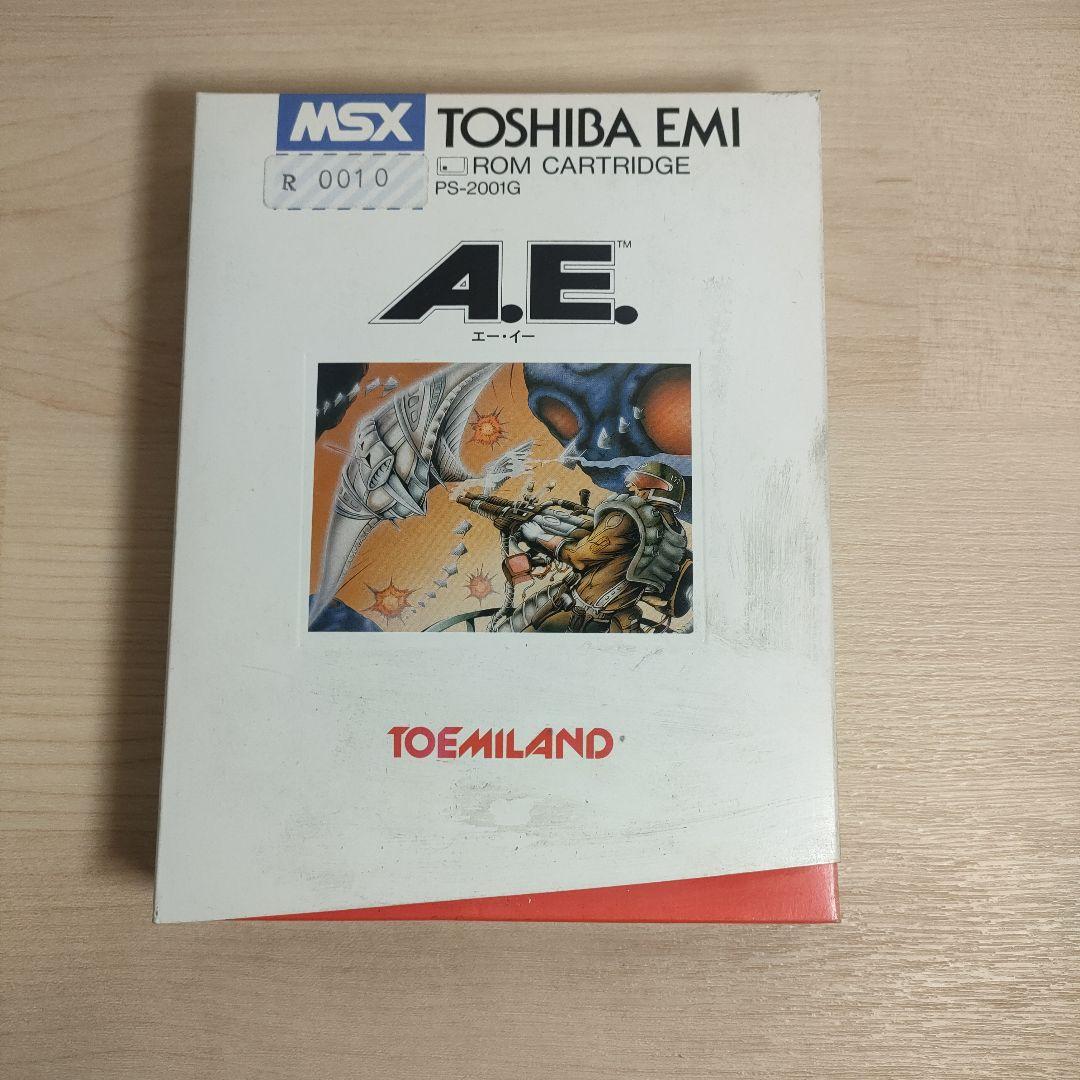 MSX TOSHIBA EMI
ROM CARTRIDGE
R 0010
PS-2001G
A.E.™
エー・イー
TOEMILAND